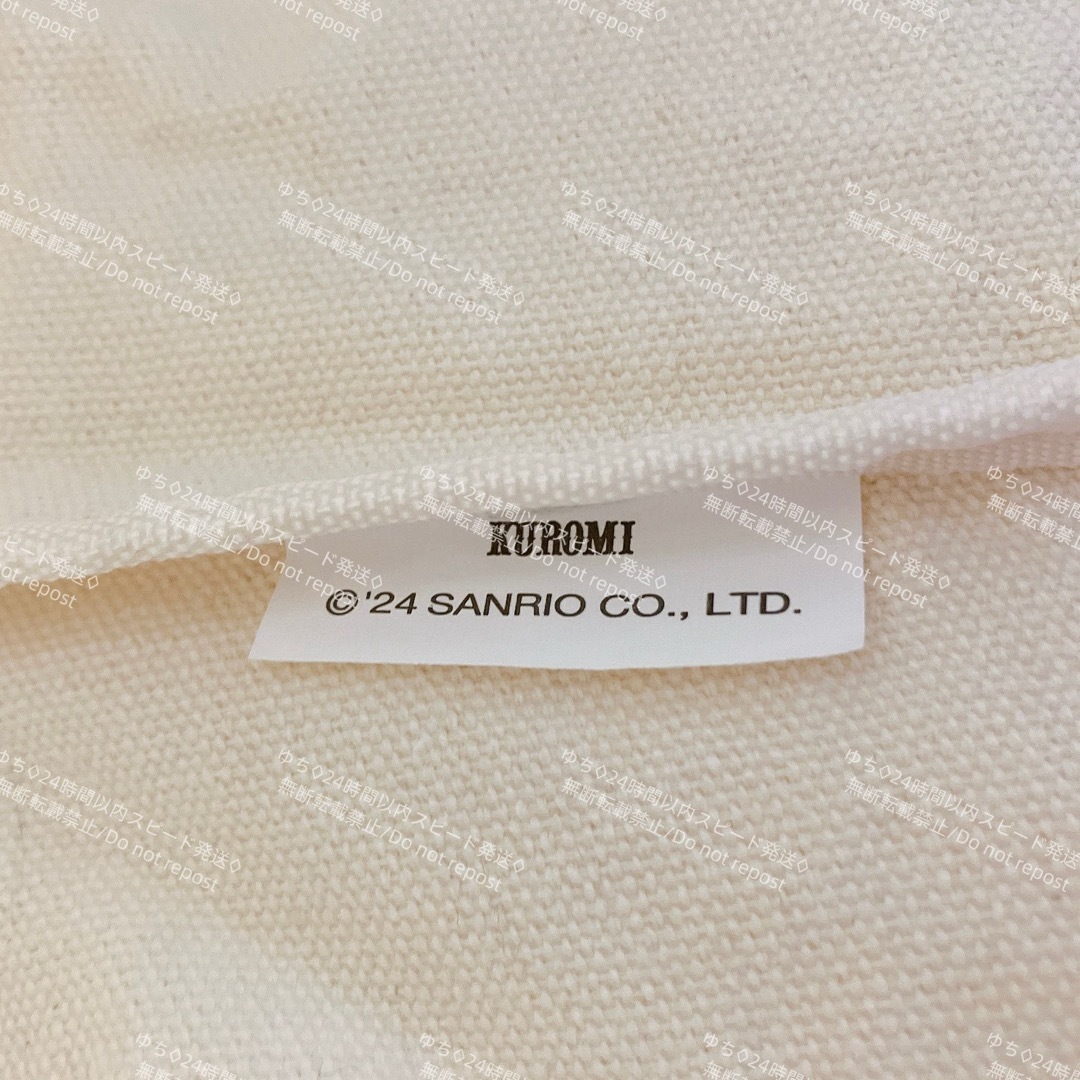 KUROMI
©'24 SANRIO CO., LTD.
ゆち◇24時間以内スピード発送◇
無断転載禁止/Do not repost